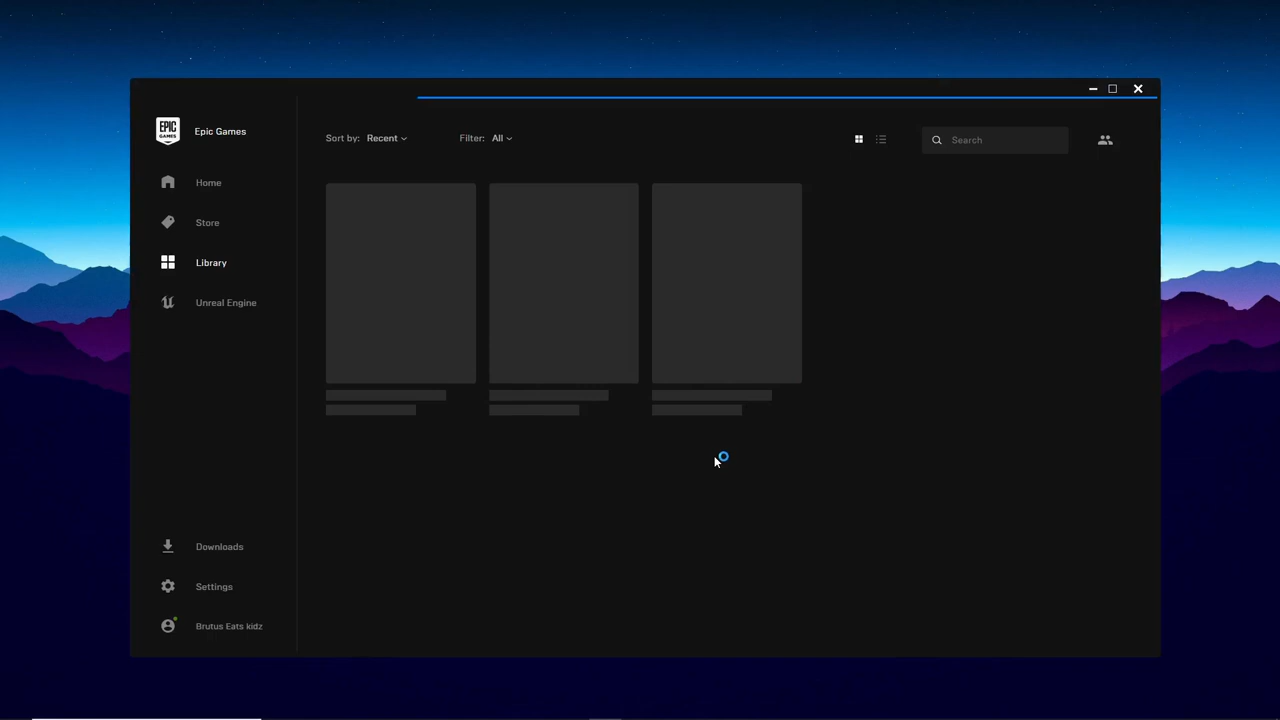 EPIC
GAMES
Epic Games
Home
Store
Library
Unreal Engine
Downloads
Settings
Brutus Eats kidz
Sort by: Recent
Filter: All
Search